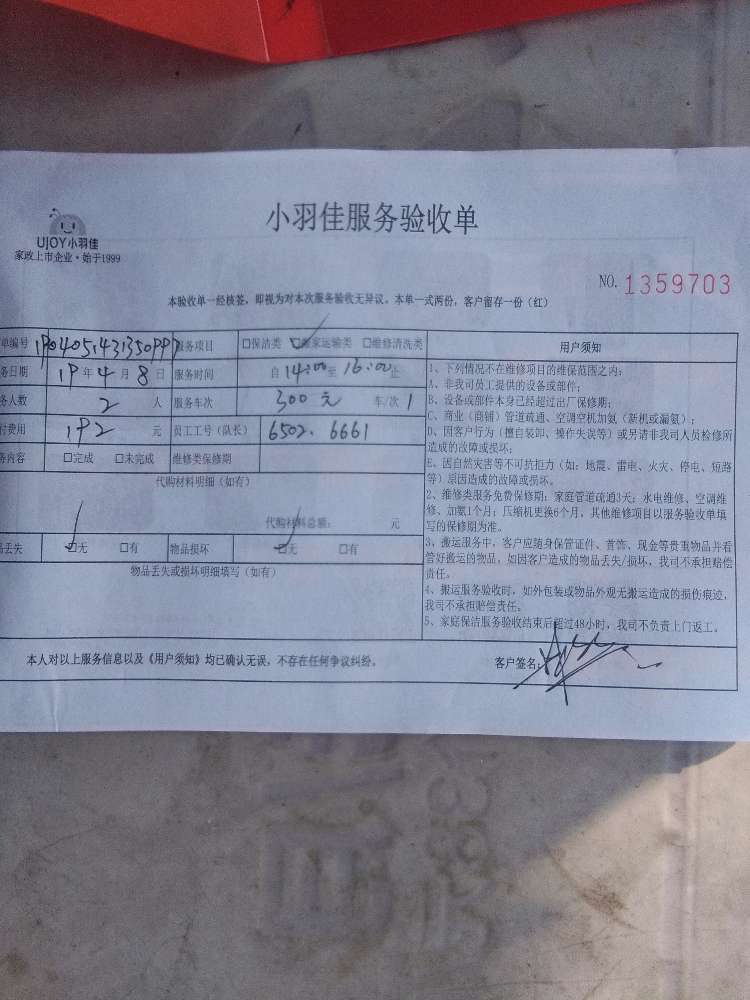 小羽佳服务验收单
UJOY小羽佳
家政上市企业·始于1999
NO. 1359703
本验收单一经核签，即视为对本次服务验收无异议。本单一式两份，客户留存一份（红）
单编号 服务项目 □保洁类 ☑搬家运输类 □维修清洗类
务日期 19年4月8日 服务时间 自14:00至16:00止
务人数 2人 服务车次 300元 车/次 1
付费用 192元 员工工号（队长） 6502、6661
务内容 □完成 □未完成 维修类保修期
代购材料明细（如有）
代购材料总额： 元
品丢失 ☑无 □有 物品损坏 ☑无 □有
物品丢失或损坏明细填写（如有）
用户须知
1、下列情况不在维修项目的维保范围之内：
A、非我司员工提供的设备或部件；
B、设备或部件本身已经超过出厂保修期；
C、商业（商铺）管道疏通、空调空机加氨（新机或漏氨）；
D、因客户行为（擅自装卸、操作失误等）或另请非我司人员检修所
造成的故障或损坏；
E、因自然灾害等不可抗拒力（如：地震、雷电、火灾、停电、短路
等）原因造成的故障或损坏。
2、维修类服务免费保修期：家庭管道疏通3天；水电维修、空调维
修、加氨1个月；压缩机更换6个月，其他维修项目以服务验收单填
写的保修期为准。
3、搬运服务中，客户应随身保管证件、首饰、现金等贵重物品并看
管好搬运的物品，如因客户造成的物品丢失/损坏，我司不承担赔偿
责任。
4、搬运服务验收时，如外包装或物品外观无搬运造成的损伤痕迹，
我司不承担赔偿责任。
5、家庭保洁服务验收结束后超过48小时，我司不负责上门返工。
本人对以上服务信息以及《用户须知》均已确认无误，不存在任何争议纠纷。 客户签名：